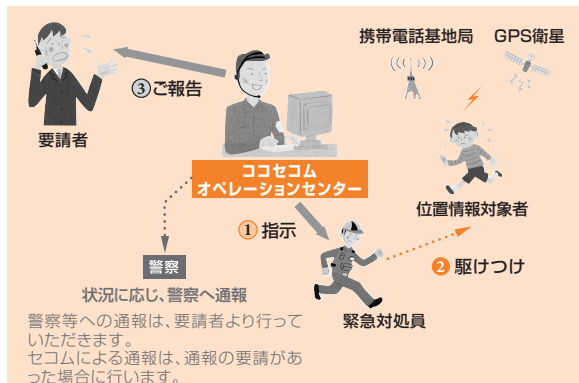 携帯電話基地局
GPS衛星
③ご報告
要請者
ココセコム
オペレーションセンター
位置情報対象者
①指示
②駆けつけ
警察
緊急対処員
状況に応じ、警察へ通報
警察等への通報は、要請者より行って
いただきます。
セコムによる通報は、通報の要請があ
った場合に行います。